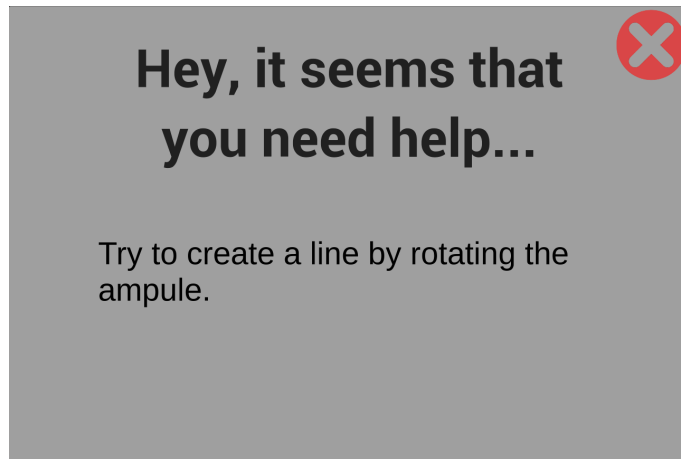 Hey, it seems that
you need help...
Try to create a line by rotating the
ampule.